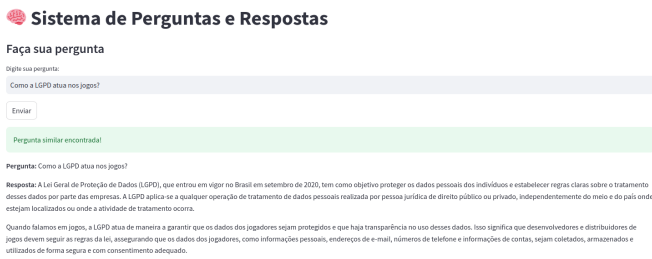 Sistema de Perguntas e Respostas
Faça sua pergunta
Digite sua pergunta:
Como a LGPD atua nos jogos?
Enviar
Pergunta similar encontrada!
Pergunta: Como a LGPD atua nos jogos?
Resposta: A Lei Geral de Proteção de Dados (LGPD), que entrou em vigor no Brasil em setembro de 2020, tem como objetivo proteger os dados pessoais dos indivíduos e estabelecer regras claras sobre o tratamento
desses dados por parte das empresas. A LGPD aplica-se a qualquer operação de tratamento de dados pessoais realizada por pessoa jurídica de direito público ou privado, independentemente do meio e do país onde
estejam localizados ou onde a atividade de tratamento ocorra.
Quando falamos em jogos, a LGPD atua de maneira a garantir que os dados dos jogadores sejam protegidos e que haja transparência no uso desses dados. Isso significa que desenvolvedores e distribuidores de
jogos devem seguir as regras da lei, assegurando que os dados dos jogadores, como informações pessoais, endereços de e-mail, números de telefone e informações de contas, sejam coletados, armazenados e
utilizados de forma segura e com consentimento adequado.